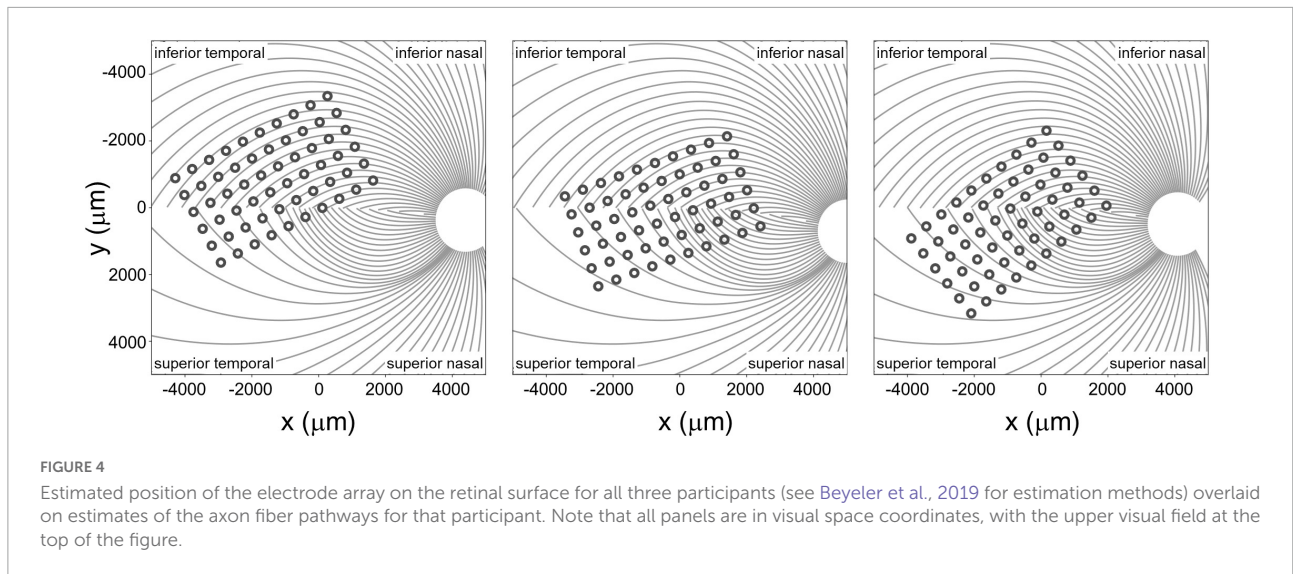 inferior temporal inferior nasal inferior temporal inferior nasal inferior temporal inferior nasal
-4000
-2000
0
2000
4000
y (μm)
superior temporal superior nasal superior temporal superior nasal superior temporal superior nasal
-4000 -2000 0 2000 4000 -4000 -2000 0 2000 4000 -4000 -2000 0 2000 4000
x (μm) x (μm) x (μm)
FIGURE 4
Estimated position of the electrode array on the retinal surface for all three participants (see Beyeler et al., 2019 for estimation methods) overlaid
on estimates of the axon fiber pathways for that participant. Note that all panels are in visual space coordinates, with the upper visual field at the
top of the figure.